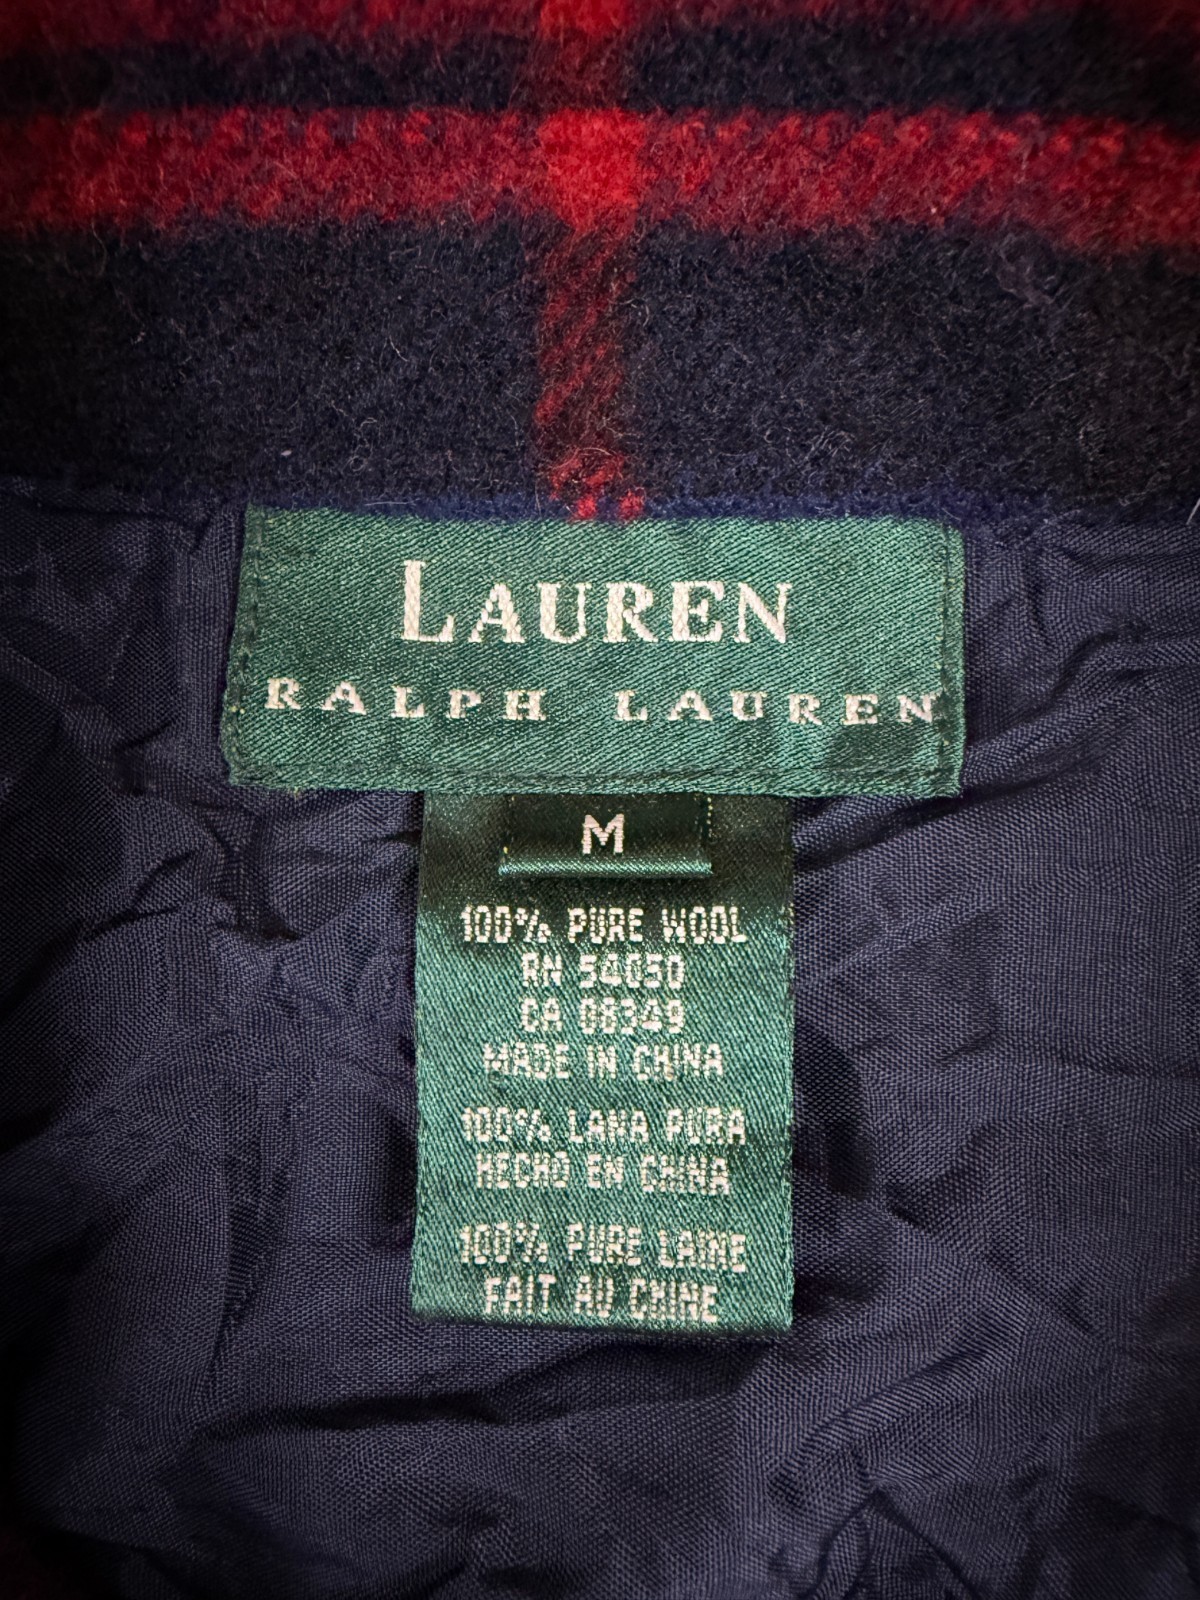 LAUREN
RALPH LAUREN
M
100% PURE WOOL
RN 54050
CA 08349
MADE IN CHINA
100% LANA PURA
HECHO EN CHINA
100% PURE LAINE
FAIT AU CHINE